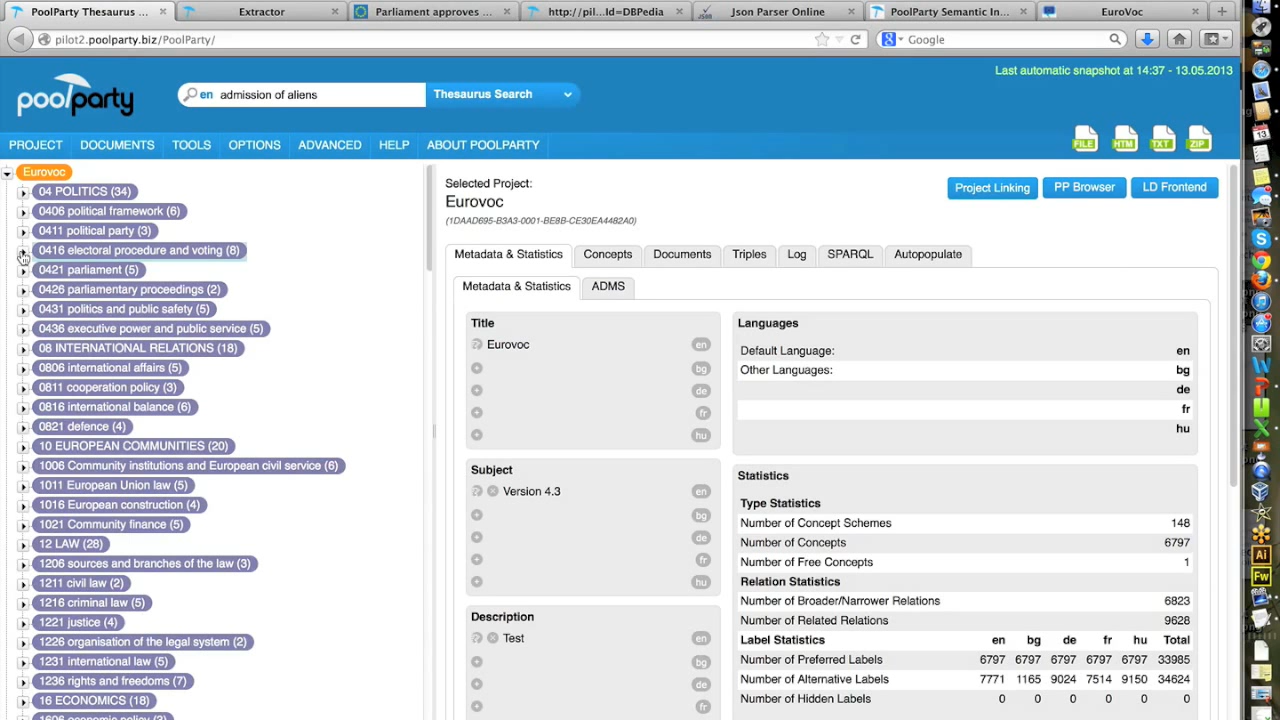 PoolParty Thesaurus ...
Extractor
Parliament approves ...
http://pil...Id=DBPedia
Json Parser Online
PoolParty Semantic In...
EuroVoc
pilot2.poolparty.biz/PoolParty/
Google
Last automatic snapshot at 14:37 - 13.05.2013
poolparty
en admission of aliens
Thesaurus Search
PROJECT DOCUMENTS TOOLS OPTIONS ADVANCED HELP ABOUT POOLPARTY
FILE HTM TXT ZIP
Eurovoc
04 POLITICS (34)
0406 political framework (6)
0411 political party (3)
0416 electoral procedure and voting (8)
0421 parliament (5)
0426 parliamentary proceedings (2)
0431 politics and public safety (5)
0436 executive power and public service (5)
08 INTERNATIONAL RELATIONS (18)
0806 international affairs (5)
0811 cooperation policy (3)
0816 international balance (6)
0821 defence (4)
10 EUROPEAN COMMUNITIES (20)
1006 Community institutions and European civil service (6)
1011 European Union law (5)
1016 European construction (4)
1021 Community finance (5)
12 LAW (28)
1206 sources and branches of the law (3)
1211 civil law (2)
1216 criminal law (5)
1221 justice (4)
1226 organisation of the legal system (2)
1231 international law (5)
1236 rights and freedoms (7)
16 ECONOMICS (18)
1606 economic policy (3)
Selected Project:
Eurovoc
(1DAAD695-B3A3-0001-BE8B-CE30EA4482A0)
Project Linking
PP Browser
LD Frontend
Metadata & Statistics Concepts Documents Triples Log SPARQL Autopopulate
Metadata & Statistics ADMS
Title
Eurovoc en
bg
de
fr
hu
Subject
Version 4.3 en
bg
de
fr
hu
Description
Test en
bg
de
fr
Languages
Default Language: en
Other Languages: bg
de
fr
hu
Statistics
Type Statistics
Number of Concept Schemes 148
Number of Concepts 6797
Number of Free Concepts 1
Relation Statistics
Number of Broader/Narrower Relations 6823
Number of Related Relations 9628
Label Statistics en bg de fr hu Total
Number of Preferred Labels 6797 6797 6797 6797 6797 33985
Number of Alternative Labels 7771 1165 9024 7514 9150 34624
Number of Hidden Labels 0 0 0 0 0 0
Ai
Fw